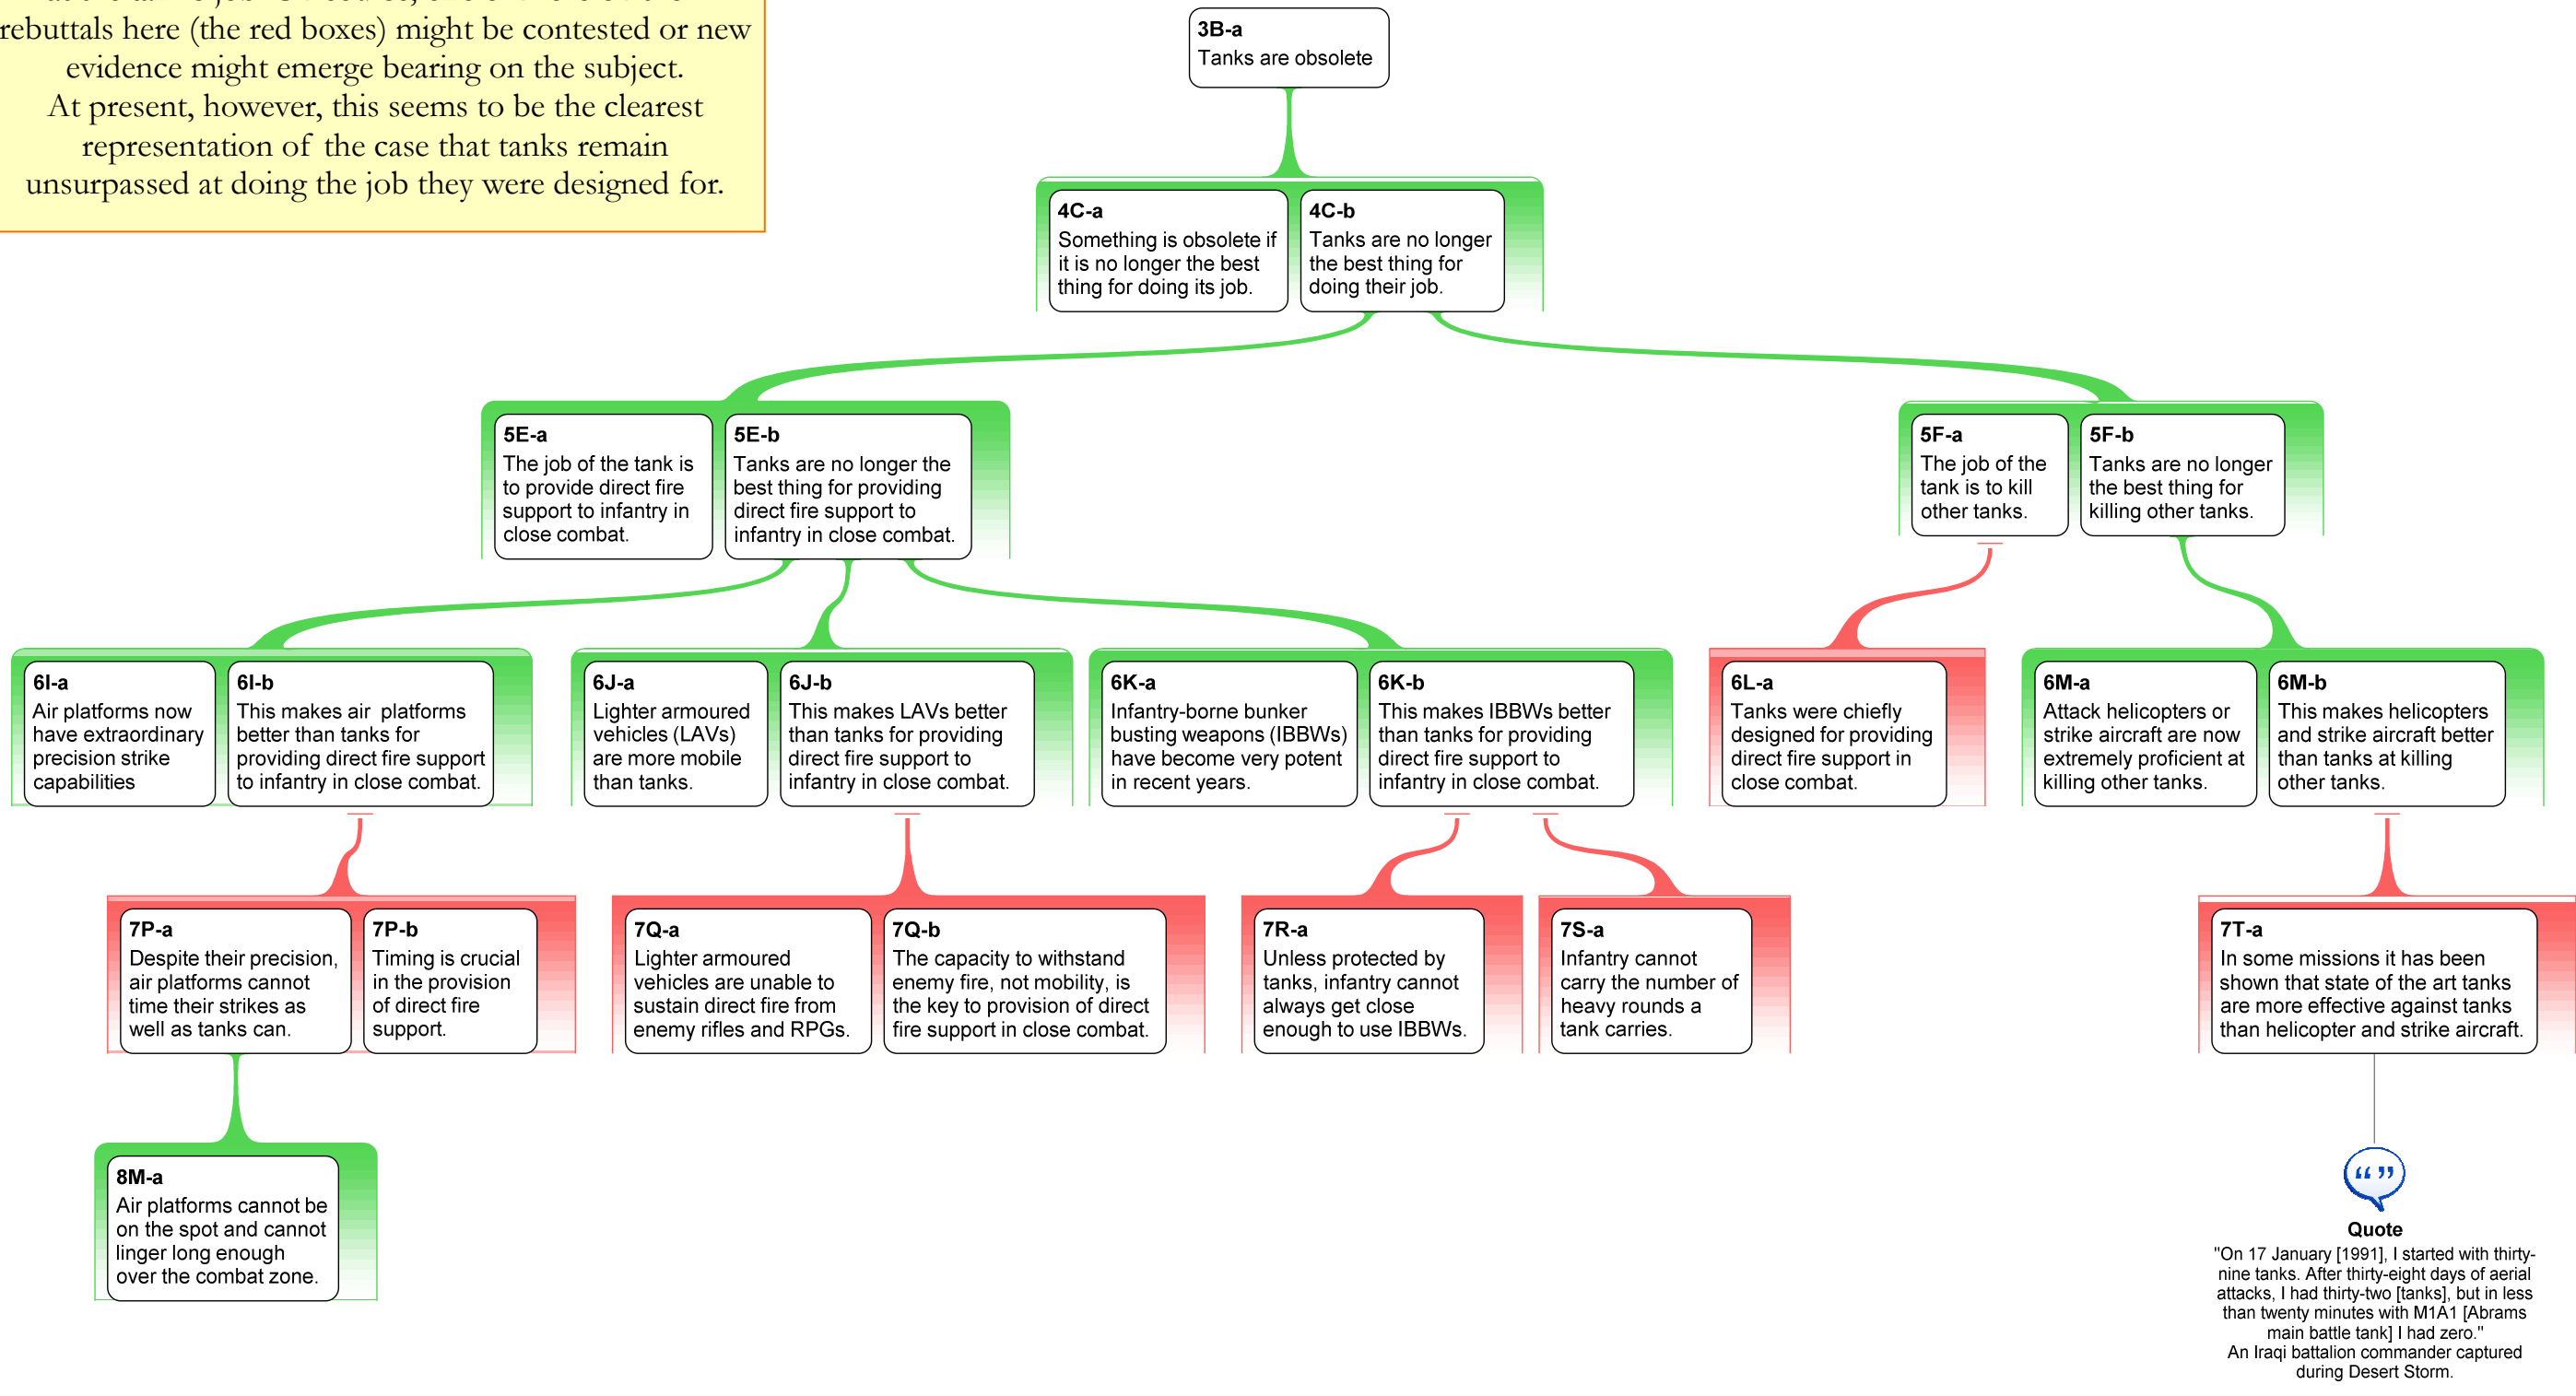 rebuttals here (the red boxes) might be contested or new
evidence might emerge bearing on the subject.
At present, however, this seems to be the clearest
representation of the case that tanks remain
unsurpassed at doing the job they were designed for.
3B-a
Tanks are obsolete
4C-a
Something is obsolete if
it is no longer the best
thing for doing its job.
4C-b
Tanks are no longer
the best thing for
doing their job.
5E-a
The job of the tank is
to provide direct fire
support to infantry in
close combat.
5E-b
Tanks are no longer the
best thing for providing
direct fire support to
infantry in close combat.
5F-a
The job of the
tank is to kill
other tanks.
5F-b
Tanks are no longer
the best thing for
killing other tanks.
6I-a
Air platforms now
have extraordinary
precision strike
capabilities
6I-b
This makes air platforms
better than tanks for
providing direct fire support
to infantry in close combat.
6J-a
Lighter armoured
vehicles (LAVs)
are more mobile
than tanks.
6J-b
This makes LAVs better
than tanks for providing
direct fire support to
infantry in close combat.
6K-a
Infantry-borne bunker
busting weapons (IBBWs)
have become very potent
in recent years.
6K-b
This makes IBBWs better
than tanks for providing
direct fire support to
infantry in close combat.
6L-a
Tanks were chiefly
designed for providing
direct fire support in
close combat.
6M-a
Attack helicopters or
strike aircraft are now
extremely proficient at
killing other tanks.
6M-b
This makes helicopters
and strike aircraft better
than tanks at killing
other tanks.
7P-a
Despite their precision,
air platforms cannot
time their strikes as
well as tanks can.
7P-b
Timing is crucial
in the provision
of direct fire
support.
7Q-a
Lighter armoured
vehicles are unable to
sustain direct fire from
enemy rifles and RPGs.
7Q-b
The capacity to withstand
enemy fire, not mobility, is
the key to provision of direct
fire support in close combat.
7R-a
Unless protected by
tanks, infantry cannot
always get close
enough to use IBBWs.
7S-a
Infantry cannot
carry the number of
heavy rounds a
tank carries.
7T-a
In some missions it has been
shown that state of the art tanks
are more effective against tanks
than helicopter and strike aircraft.
8M-a
Air platforms cannot be
on the spot and cannot
linger long enough
over the combat zone.
“ ”
Quote
"On 17 January [1991], I started with thirty-
nine tanks. After thirty-eight days of aerial
attacks, I had thirty-two [tanks], but in less
than twenty minutes with M1A1 [Abrams
main battle tank] I had zero."
An Iraqi battalion commander captured
during Desert Storm.